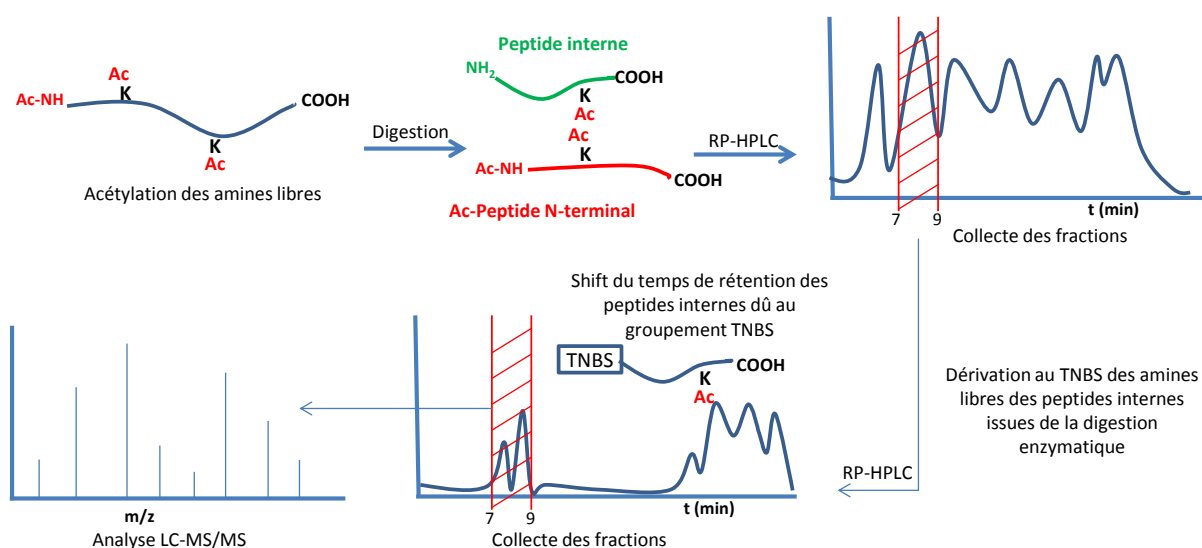 Ac-NH
Ac
K
K
Ac
COOH
Acétylation des amines libres
Digestion
Peptide interne
NH2
COOH
K
Ac
Ac
K
Ac-NH
COOH
Ac-Peptide N-terminal
RP-HPLC
7
9
t (min)
Collecte des fractions
Dérivation au TNBS des amines
libres des peptides internes
issues de la digestion
enzymatique
RP-HPLC
Shift du temps de rétention des
peptides internes dû au
groupement TNBS
TNBS
COOH
K
Ac
7
9
t (min)
Collecte des fractions
m/z
Analyse LC-MS/MS